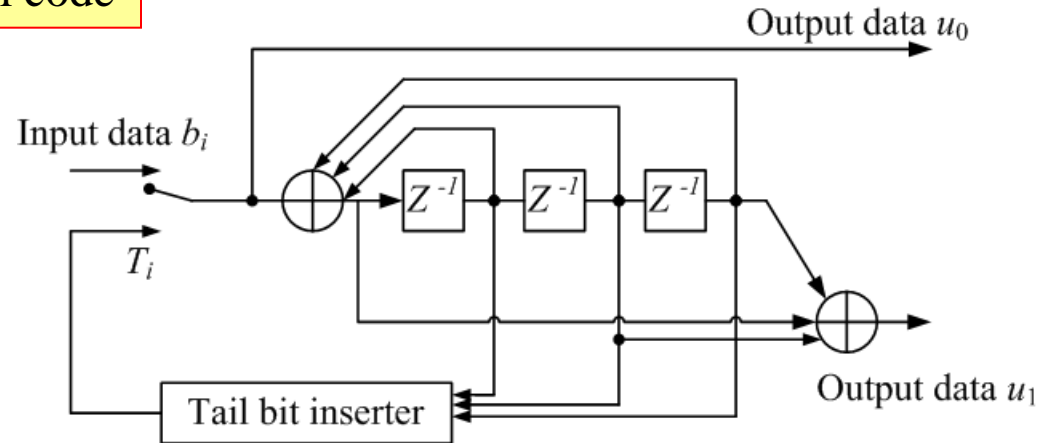 code
Output data u₀
Input data bᵢ
Z⁻¹ Z⁻¹ Z⁻¹
Tᵢ
Output data u₁
Tail bit inserter